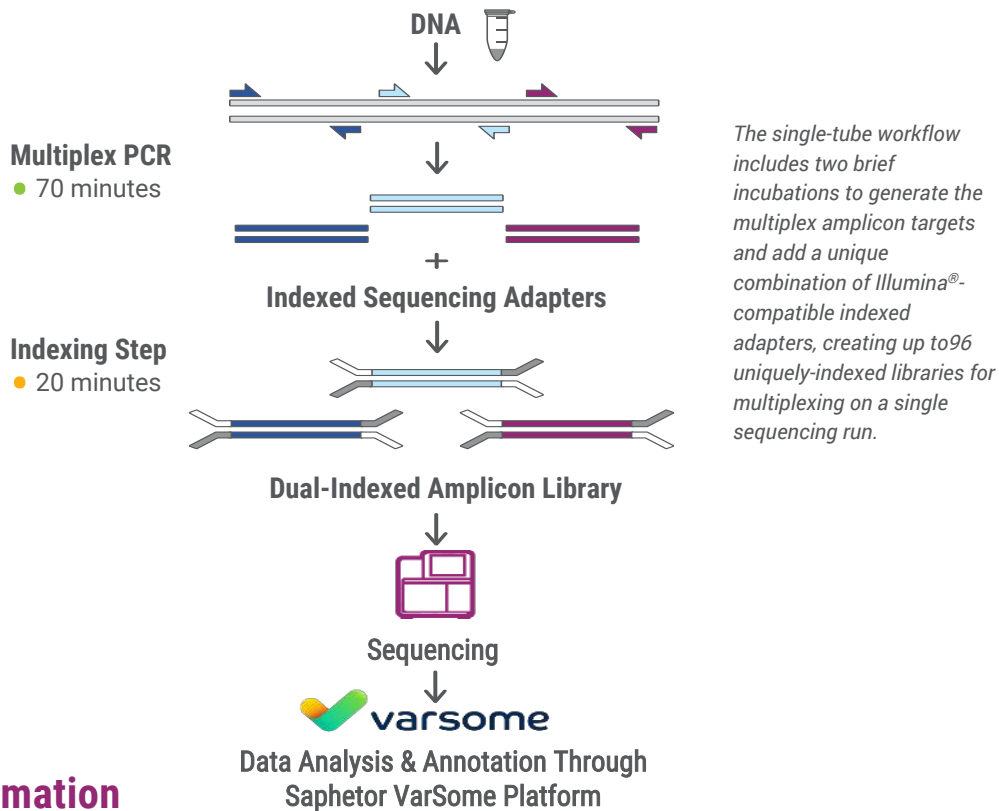 DNA
Multiplex PCR
• 70 minutes
The single-tube workflow
includes two brief
incubations to generate the
multiplex amplicon targets
and add a unique
combination of Illumina®-
compatible indexed
adapters, creating up to96
uniquely-indexed libraries for
multiplexing on a single
sequencing run.
+
Indexed Sequencing Adapters
Indexing Step
• 20 minutes
Dual-Indexed Amplicon Library
Sequencing
varsome
Data Analysis & Annotation Through
Saphetor VarSome Platform
mation